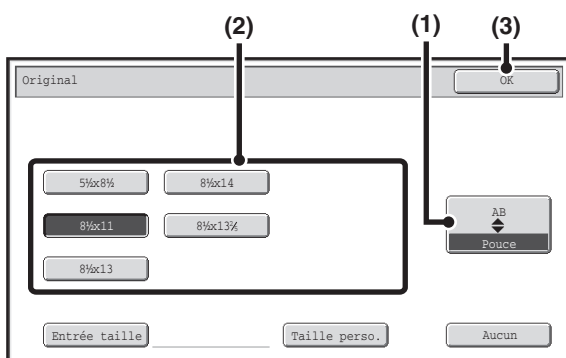 (2) (1) (3)
Original OK
5½x8½ 8½x14
8½x11 8½x13⅖
8½x13
AB
Pouce
Entrée taille Taille perso. Aucun